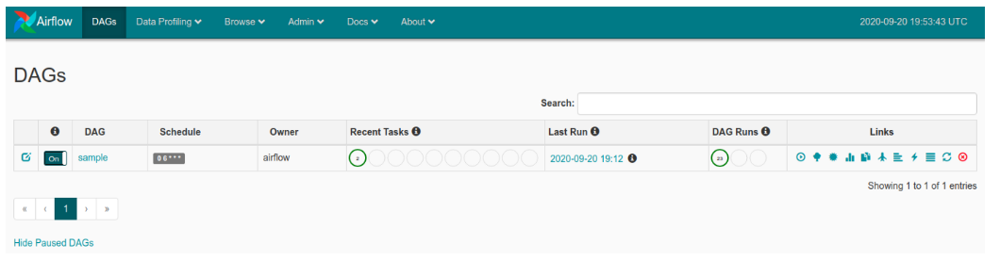 Airflow DAGs Data Profiling Browse Admin Docs About 2020-09-20 19:53:43 UTC
DAGs
Search:
DAG Schedule Owner Recent Tasks Last Run DAG Runs Links
On sample 0 6 * * * airflow 2 2020-09-20 19:12 23
Showing 1 to 1 of 1 entries
« ‹ 1 › »
Hide Paused DAGs